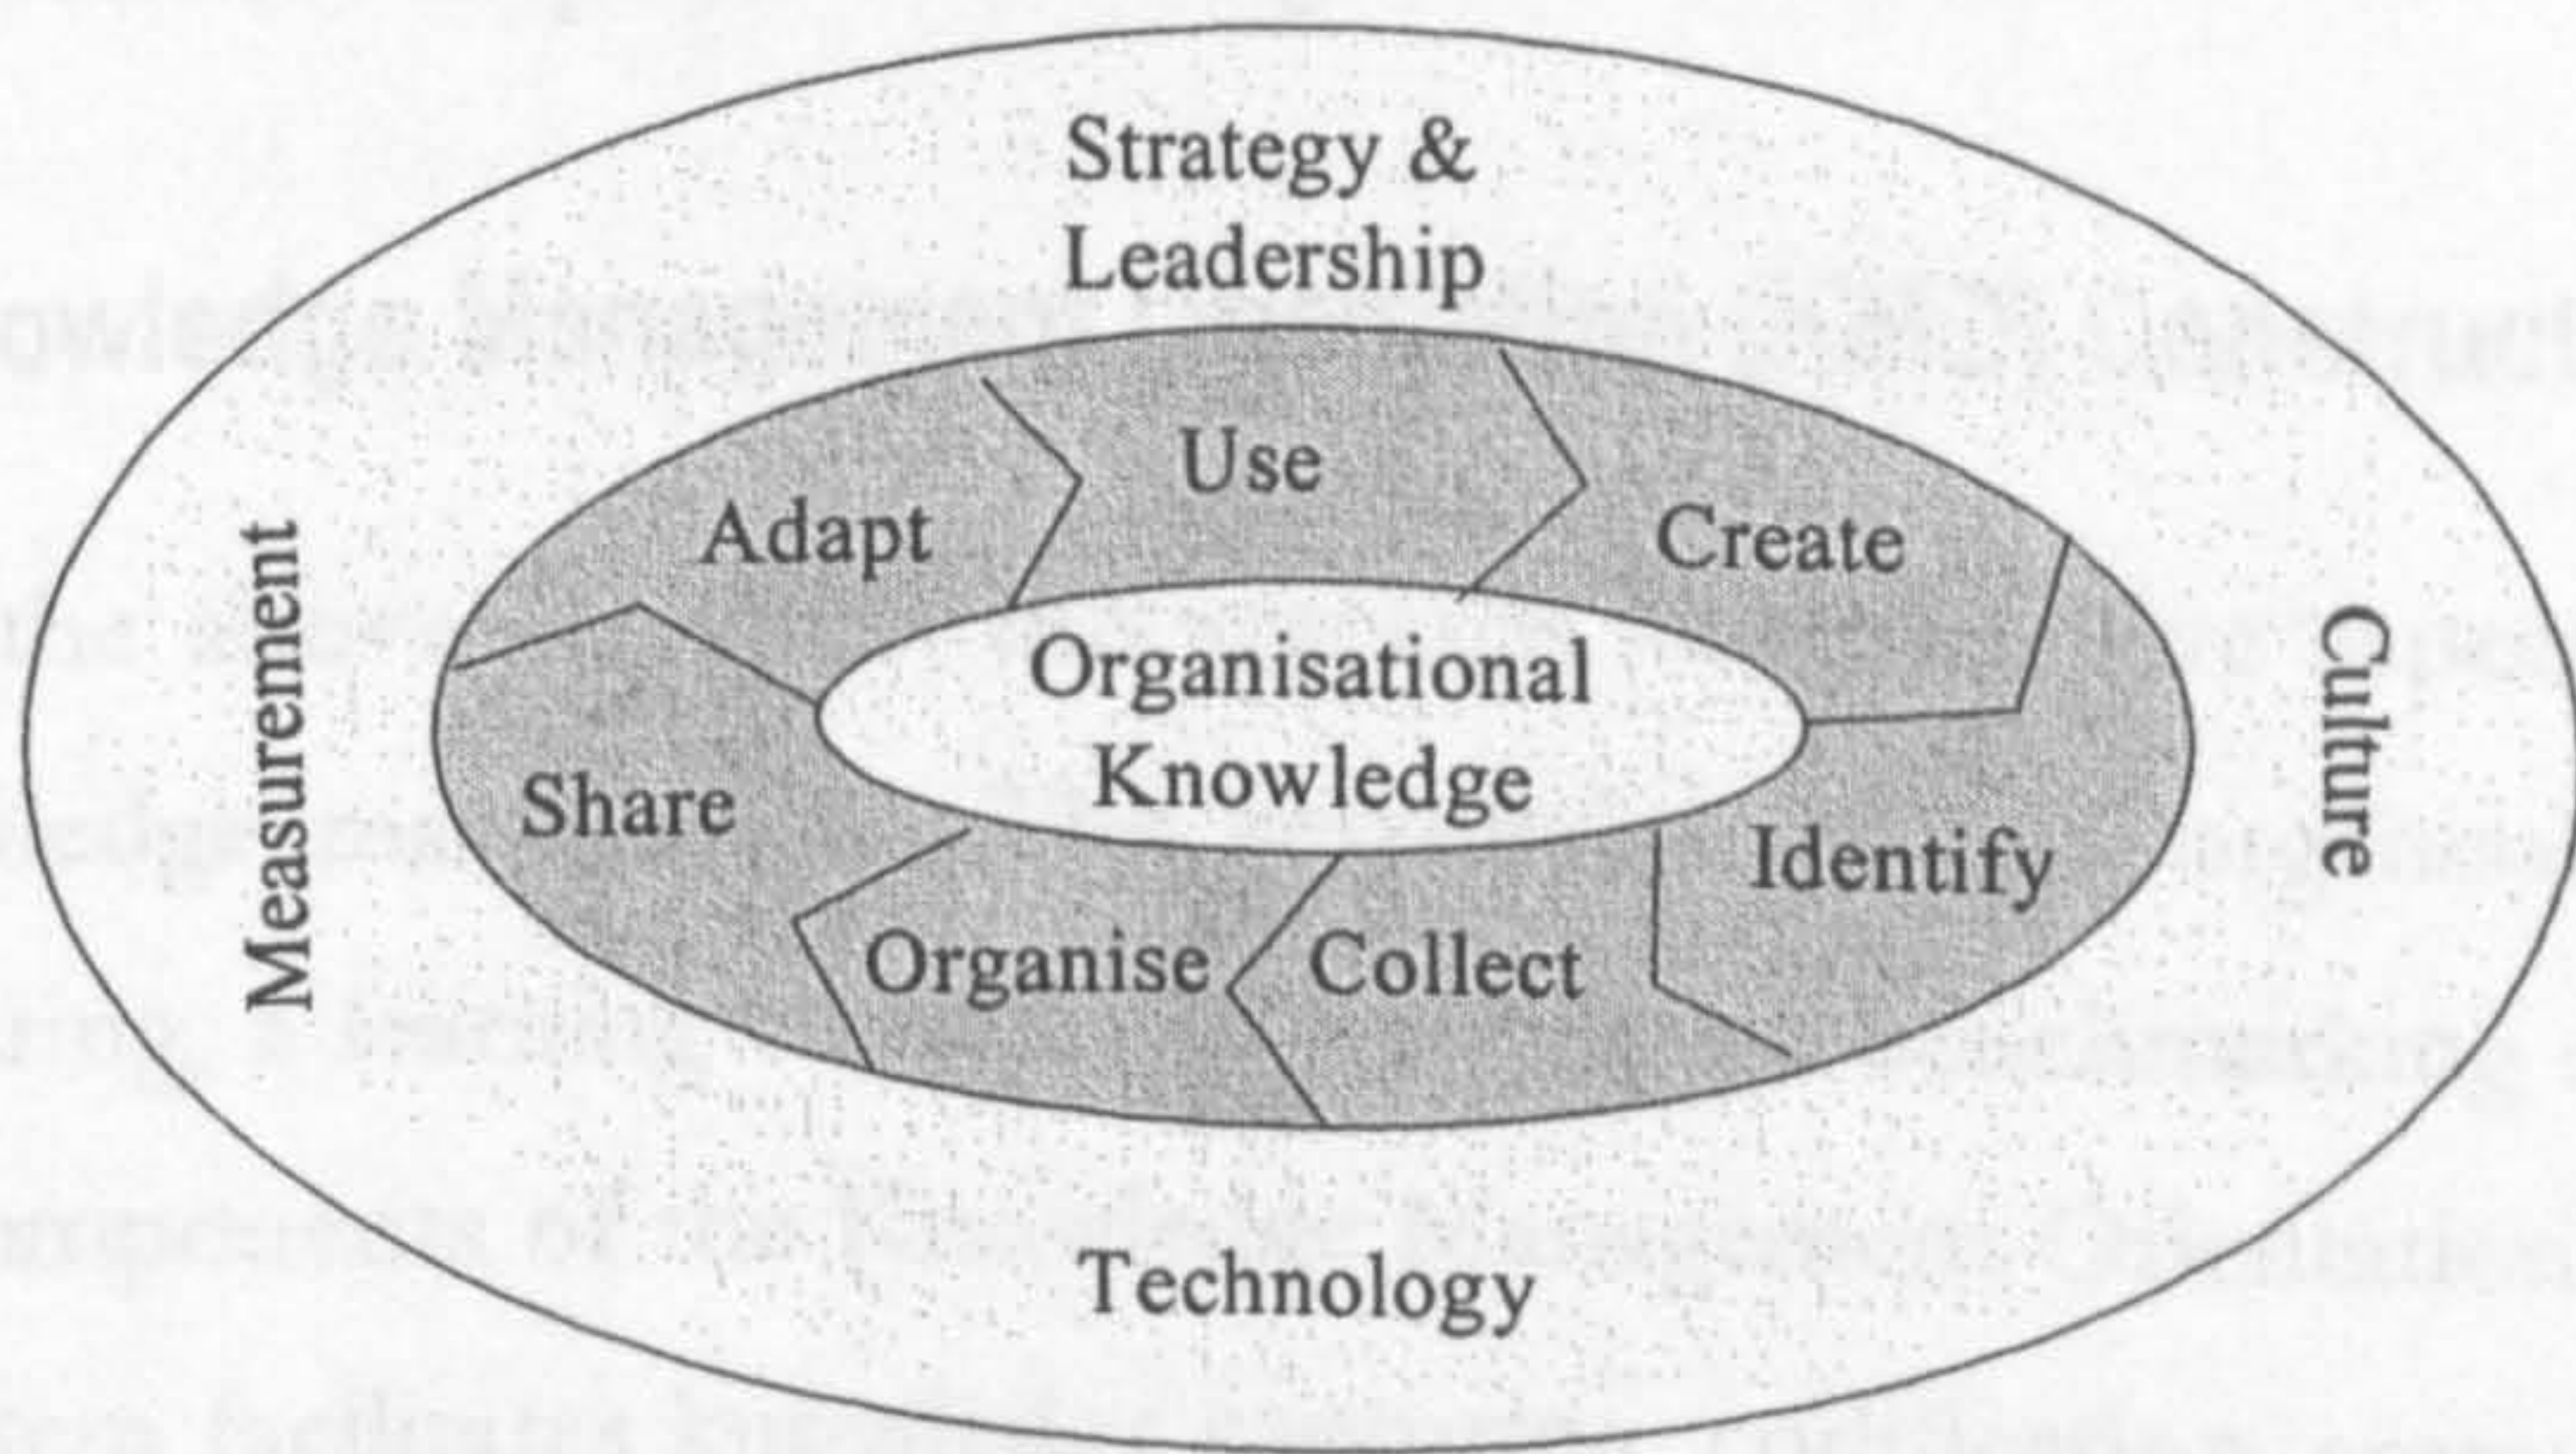 Strategy &
Leadership
Use
Adapt
Create
Organisational
Knowledge
Measurement
Culture
Share
Identify
Organise
Collect
Technology